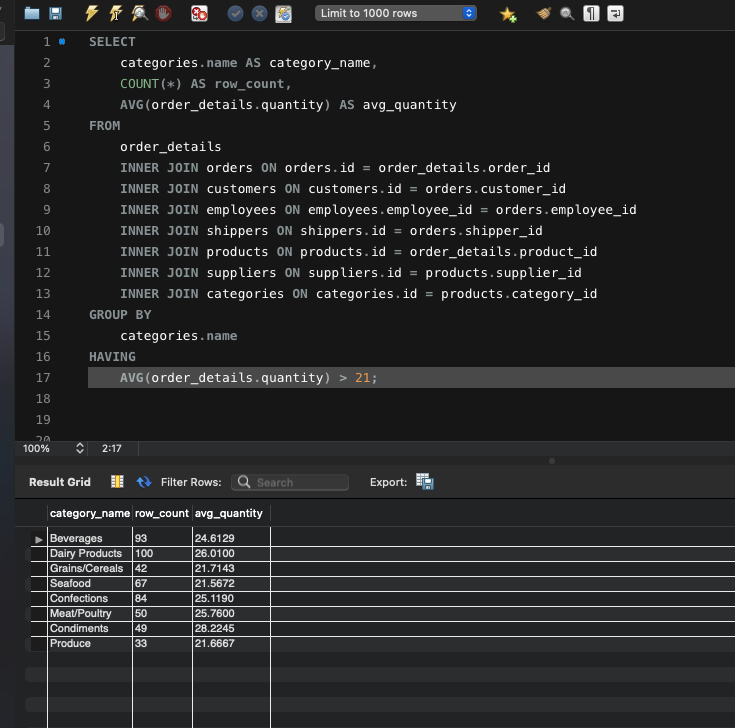 Limit to 1000 rows
1 SELECT
2 categories.name AS category_name,
3 COUNT(*) AS row_count,
4 AVG(order_details.quantity) AS avg_quantity
5 FROM
6 order_details
7 INNER JOIN orders ON orders.id = order_details.order_id
8 INNER JOIN customers ON customers.id = orders.customer_id
9 INNER JOIN employees ON employees.employee_id = orders.employee_id
10 INNER JOIN shippers ON shippers.id = orders.shipper_id
11 INNER JOIN products ON products.id = order_details.product_id
12 INNER JOIN suppliers ON suppliers.id = products.supplier_id
13 INNER JOIN categories ON categories.id = products.category_id
14 GROUP BY
15 categories.name
16 HAVING
17 AVG(order_details.quantity) > 21;
18
19
20
100% 2:17
Result Grid Filter Rows: Search Export:
category_name row_count avg_quantity
Beverages 93 24.6129
Dairy Products 100 26.0100
Grains/Cereals 42 21.7143
Seafood 67 21.5672
Confections 84 25.1190
Meat/Poultry 50 25.7600
Condiments 49 28.2245
Produce 33 21.6667